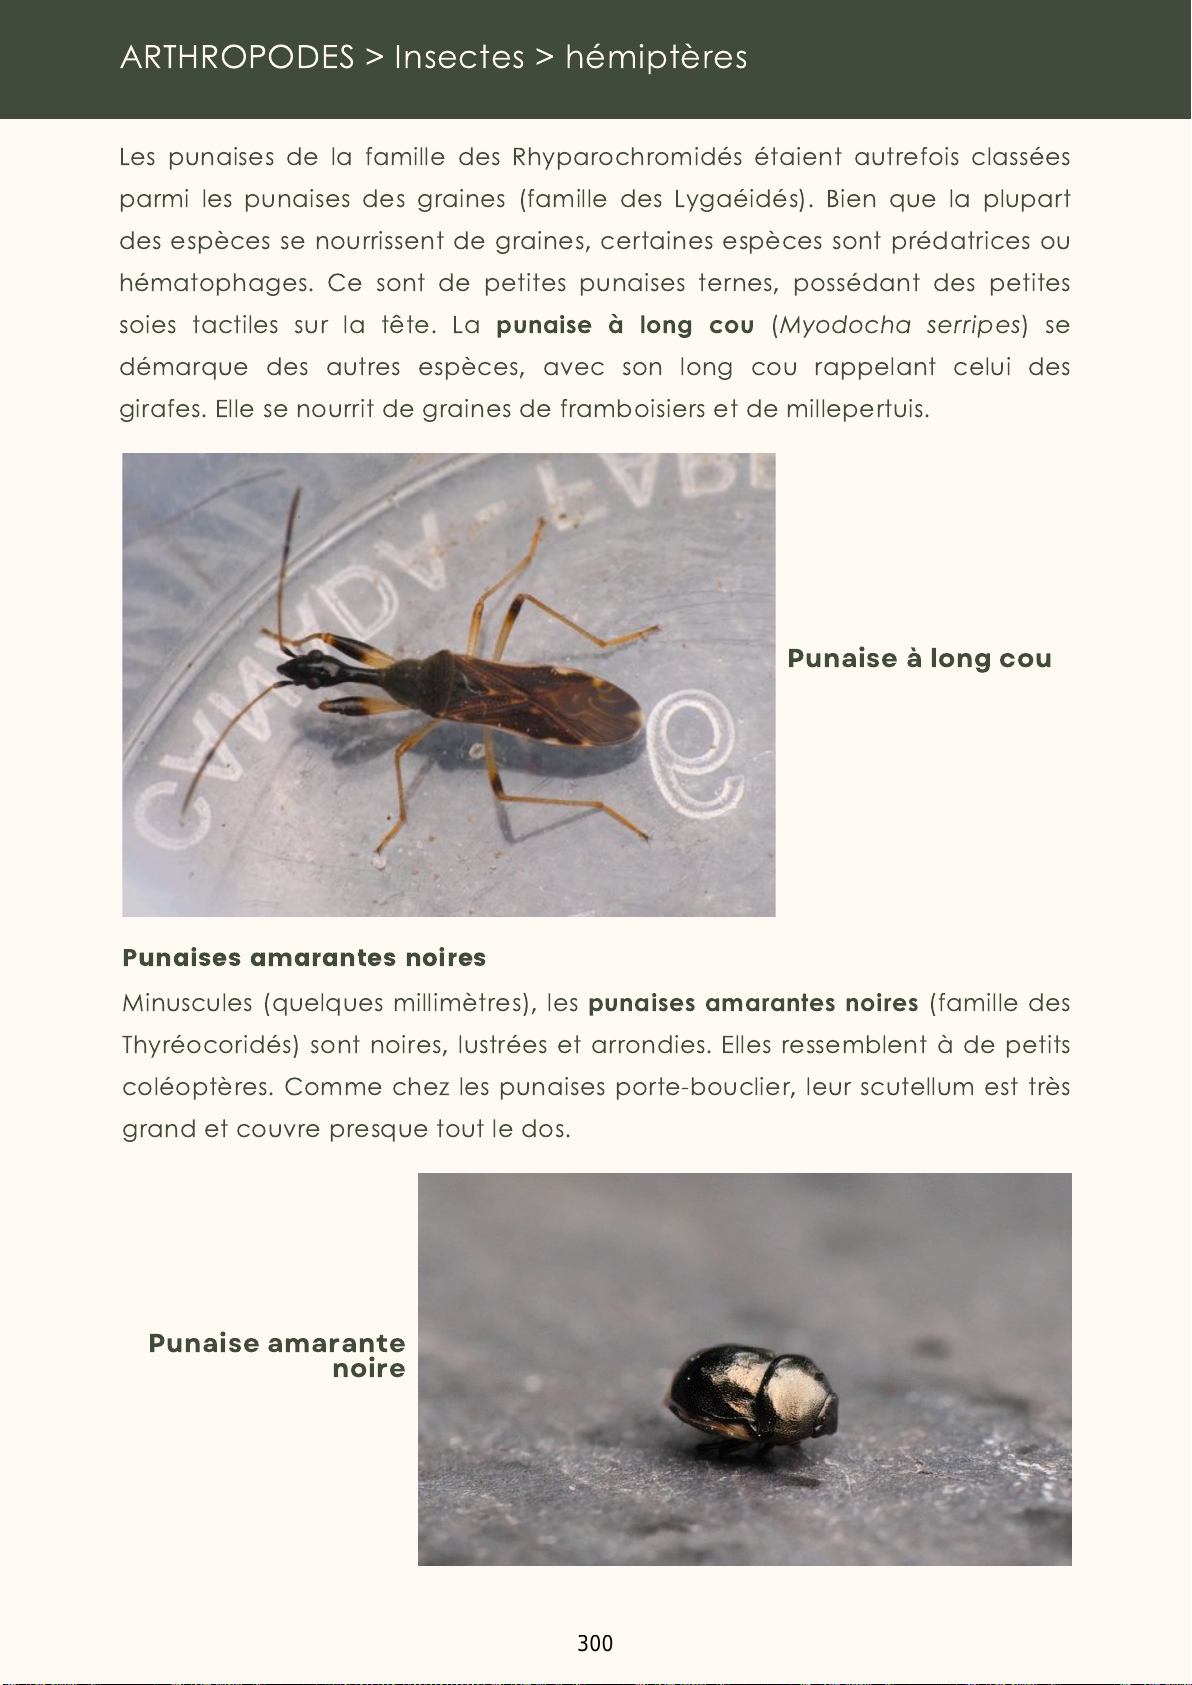 ARTHROPODES > Insectes > hémiptères
Les punaises de la famille des Rhyparochromidés étaient autrefois classées
parmi les punaises des graines (famille des Lygaéidés). Bien que la plupart
des espèces se nourrissent de graines, certaines espèces sont prédatrices ou
hématophages. Ce sont de petites punaises ternes, possédant des petites
soies tactiles sur la tête. La punaise à long cou (Myodocha serripes) se
démarque des autres espèces, avec son long cou rappelant celui des
girafes. Elle se nourrit de graines de framboisiers et de millepertuis.
Punaise à long cou
Punaises amarantes noires
Minuscules (quelques millimètres), les punaises amarantes noires (famille des
Thyréocoridés) sont noires, lustrées et arrondies. Elles ressemblent à de petits
coléoptères. Comme chez les punaises porte-bouclier, leur scutellum est très
grand et couvre presque tout le dos.
Punaise amarante
noire
300